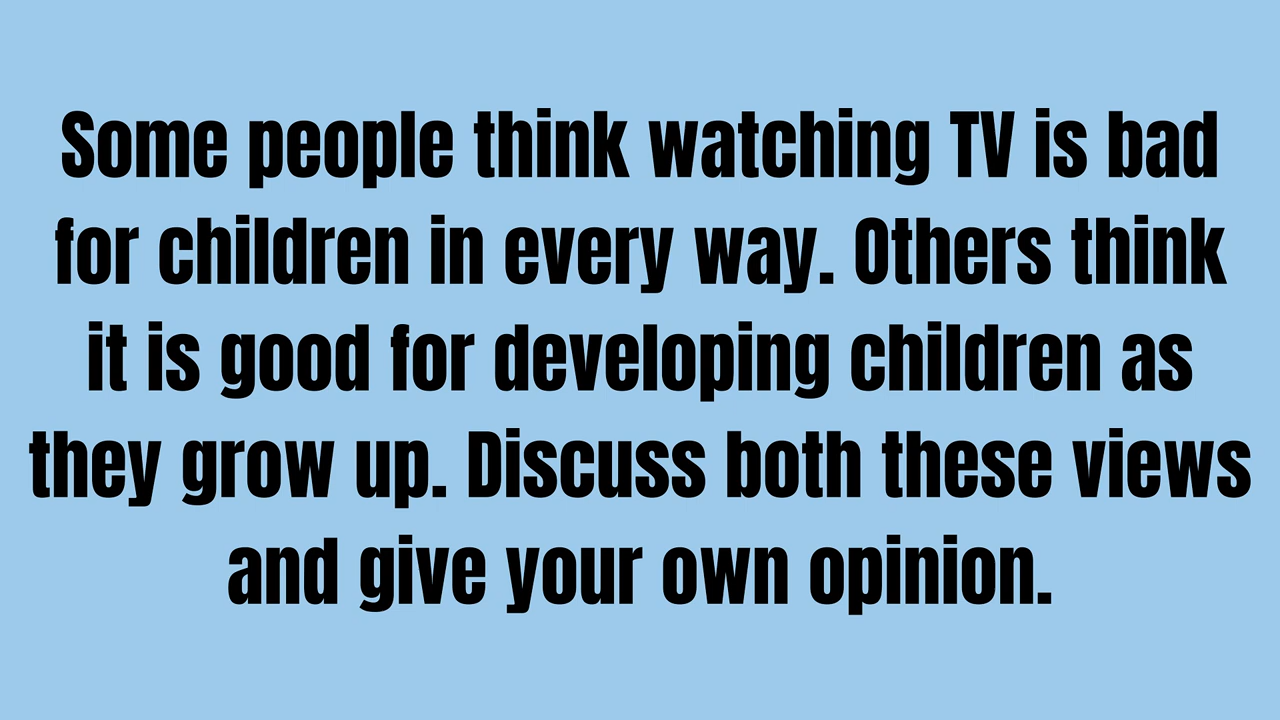 Some people think watching TV is bad
for children in every way. Others think
it is good for developing children as
they grow up. Discuss both these views
and give your own opinion.